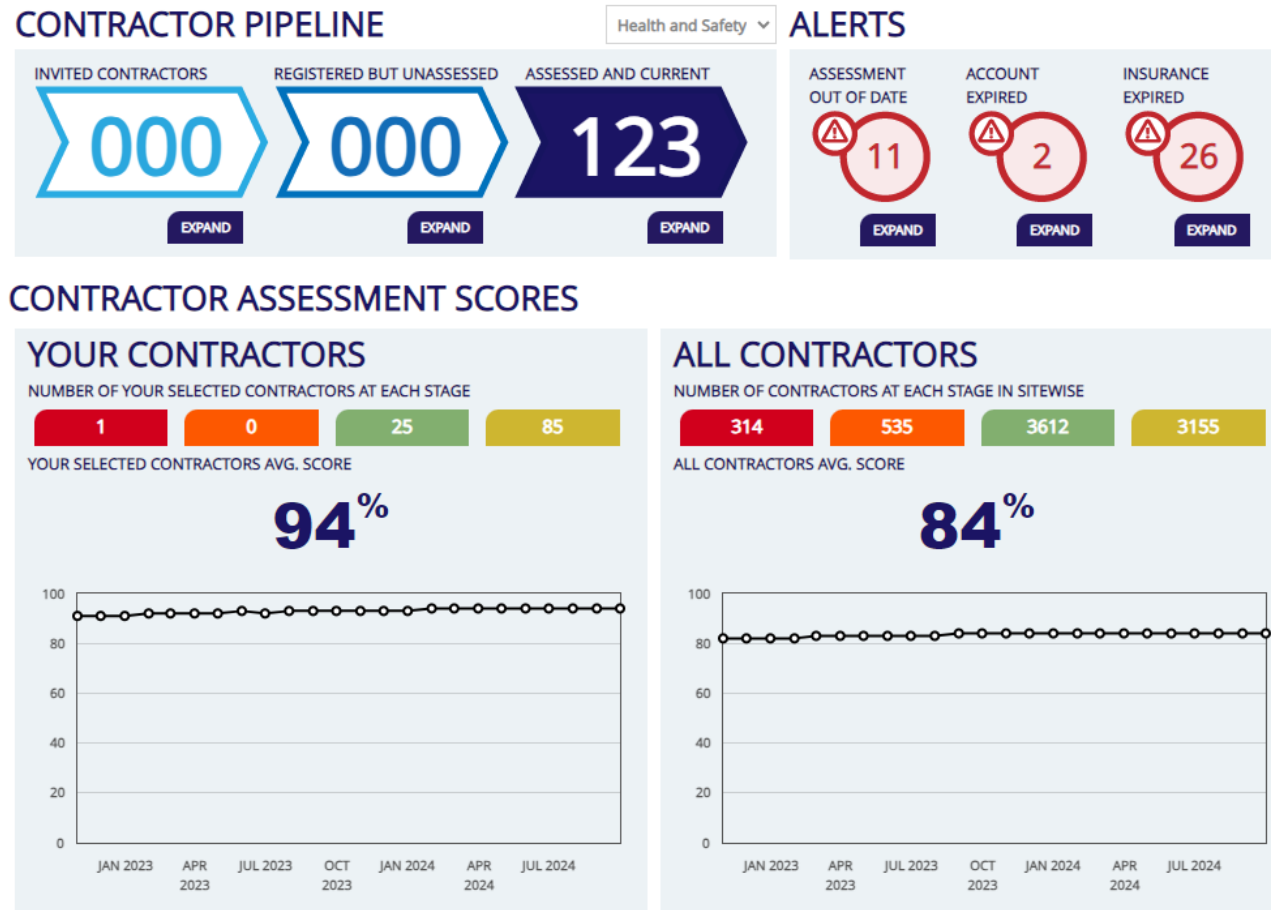 CONTRACTOR PIPELINE
Health and Safety
ALERTS
INVITED CONTRACTORS
REGISTERED BUT UNASSESSED
ASSESSED AND CURRENT
000
000
123
EXPAND
EXPAND
EXPAND
ASSESSMENT
OUT OF DATE
ACCOUNT
EXPIRED
INSURANCE
EXPIRED
11
2
26
EXPAND
EXPAND
EXPAND
CONTRACTOR ASSESSMENT SCORES
YOUR CONTRACTORS
NUMBER OF YOUR SELECTED CONTRACTORS AT EACH STAGE
1
0
25
85
YOUR SELECTED CONTRACTORS AVG. SCORE
94%
100
80
60
40
20
0
JAN 2023
APR
2023
JUL 2023
OCT
2023
JAN 2024
APR
2024
JUL 2024
ALL CONTRACTORS
NUMBER OF CONTRACTORS AT EACH STAGE IN SITEWISE
314
535
3612
3155
ALL CONTRACTORS AVG. SCORE
84%
100
80
60
40
20
0
JAN 2023
APR
2023
JUL 2023
OCT
2023
JAN 2024
APR
2024
JUL 2024